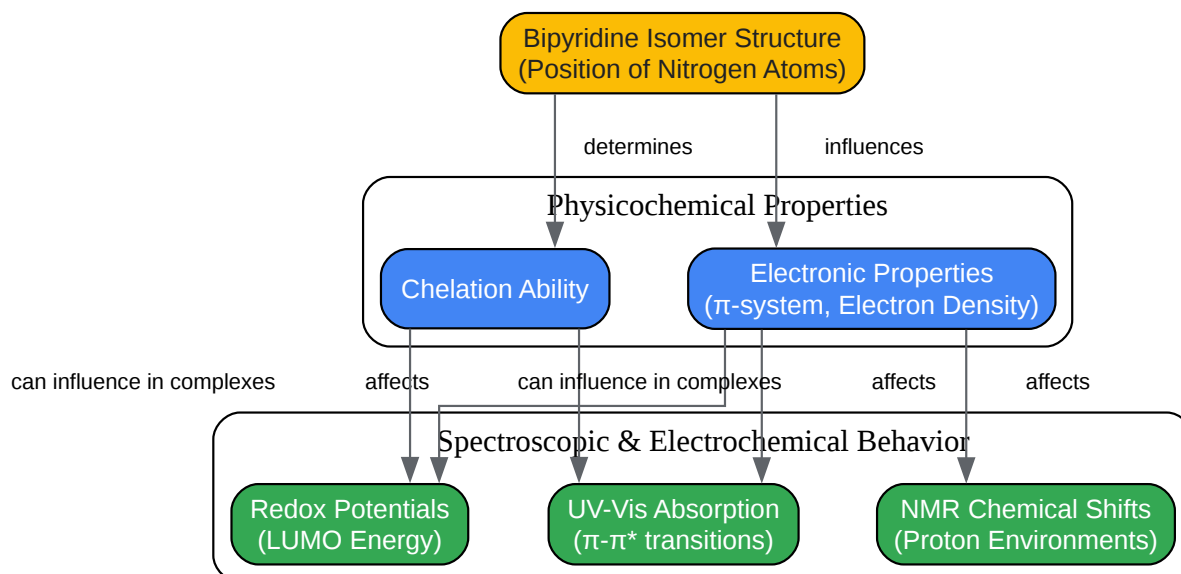 Bipyridine Isomer Structure
(Position of Nitrogen Atoms)
determines
influences
Physicochemical Properties
Chelation Ability
Electronic Properties
(π-system, Electron Density)
can influence in complexes
affects
can influence in complexes
affects
affects
Spectroscopic & Electrochemical Behavior
Redox Potentials
(LUMO Energy)
UV-Vis Absorption
(π-π* transitions)
NMR Chemical Shifts
(Proton Environments)